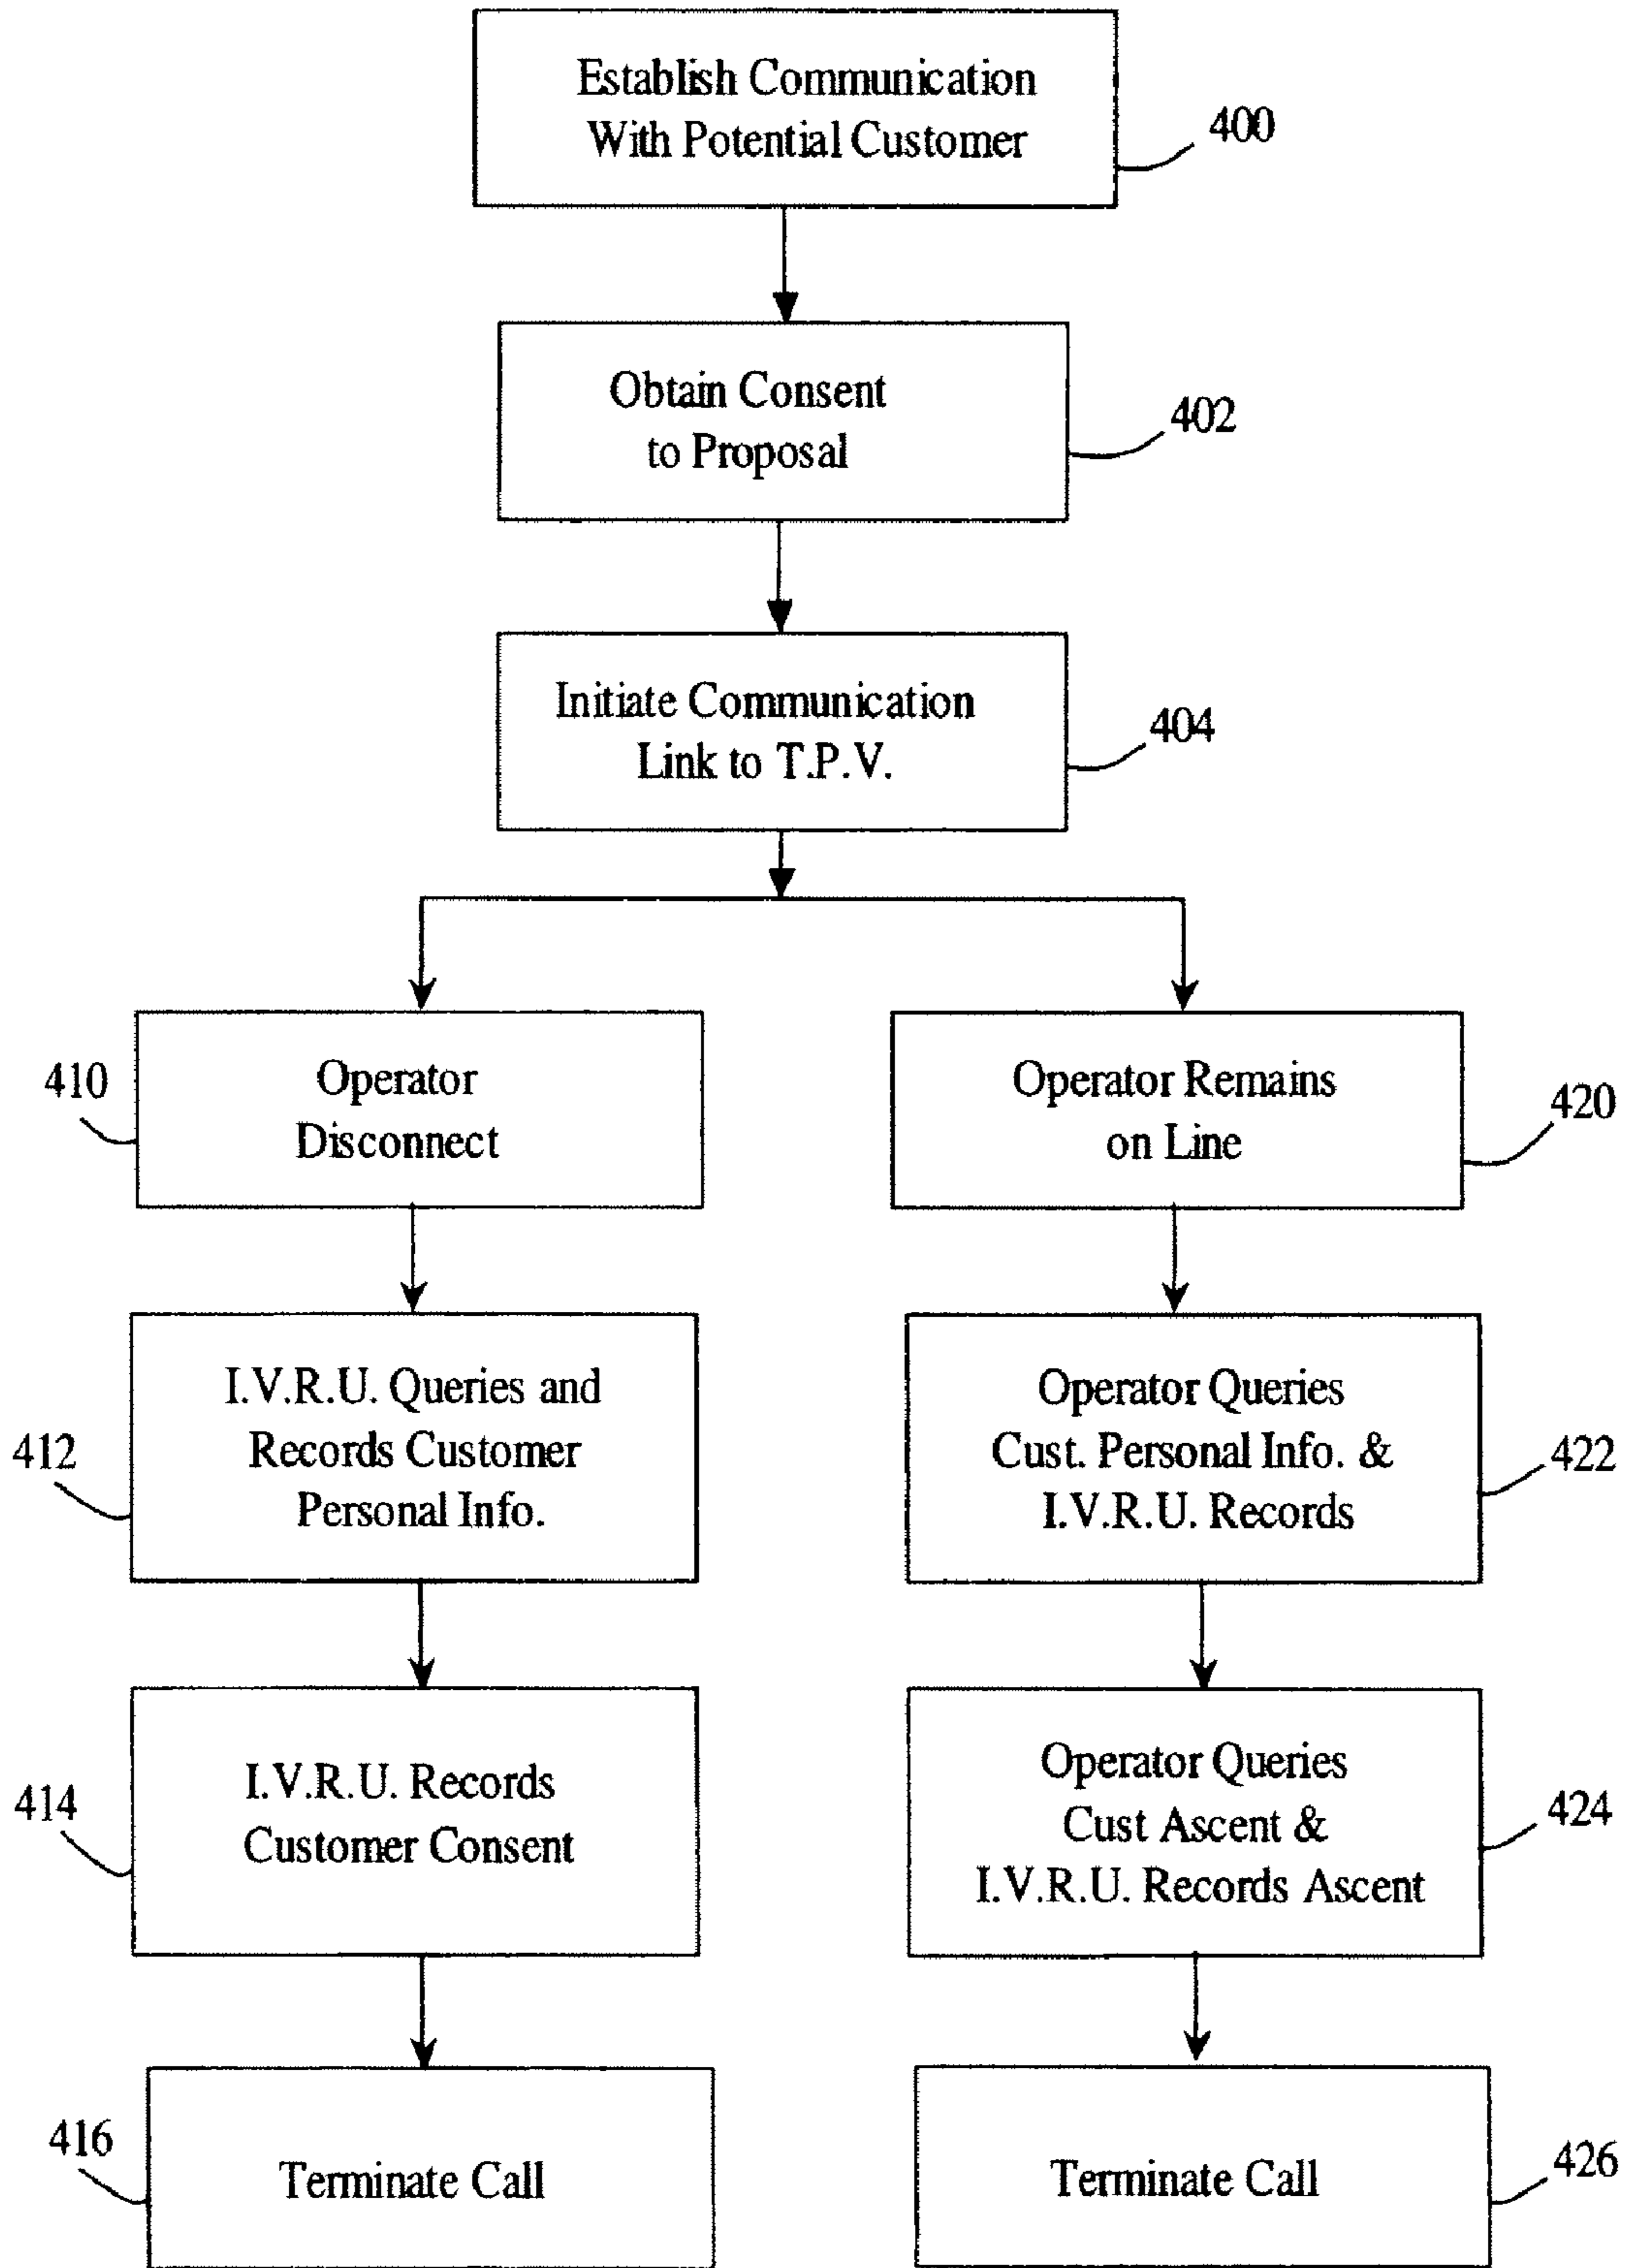 Establish Communication
With Potential Customer
400
Obtain Consent
to Proposal
402
Initiate Communication
Link to T.P.V.
404
410
Operator
Disconnect
Operator Remains
on Line
420
412
I.V.R.U. Queries and
Records Customer
Personal Info.
Operator Queries
Cust. Personal Info. &
I.V.R.U. Records
422
414
I.V.R.U. Records
Customer Consent
Operator Queries
Cust Ascent &
I.V.R.U. Records Ascent
424
416
Terminate Call
Terminate Call
426